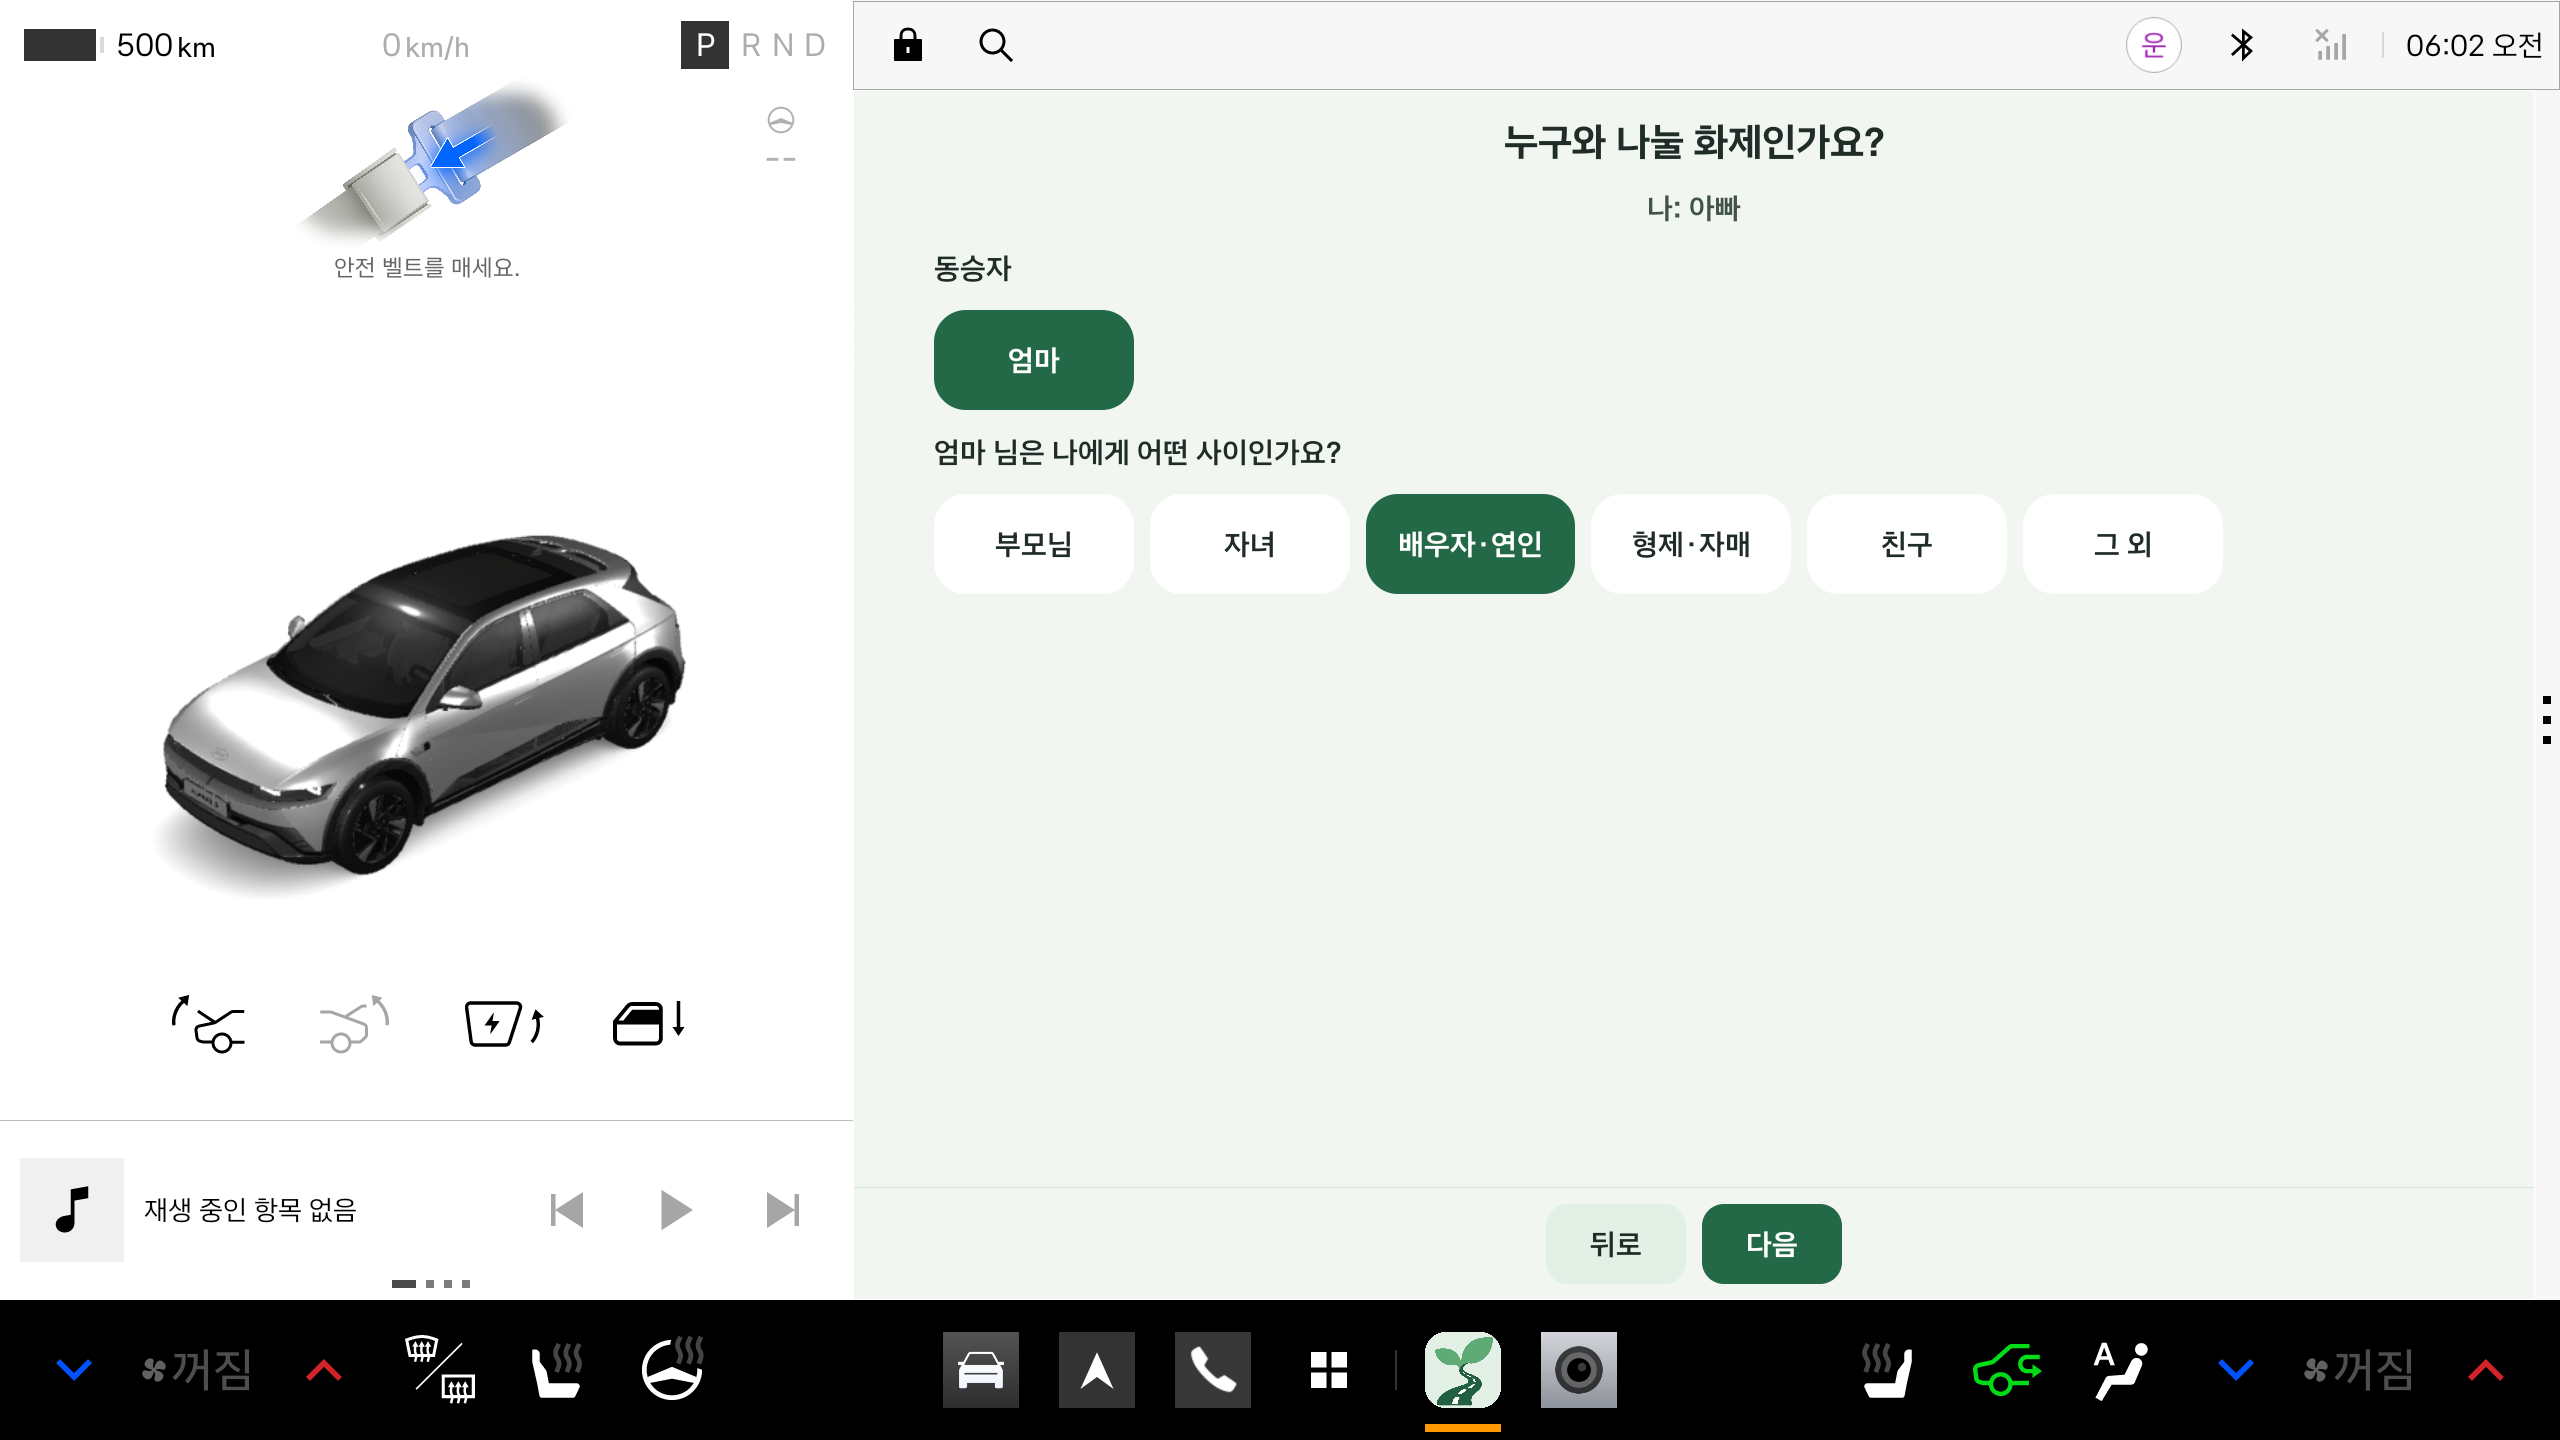 500 km
0 km/h
P R N D
안전 벨트를 매세요.
재생 중인 항목 없음
운
06:02 오전
누구와 나눌 화제인가요?
나: 아빠
동승자
엄마
엄마 님은 나에게 어떤 사이인가요?
부모님 자녀 배우자·연인 형제·자매 친구 그 외
뒤로 다음
꺼짐
A
꺼짐